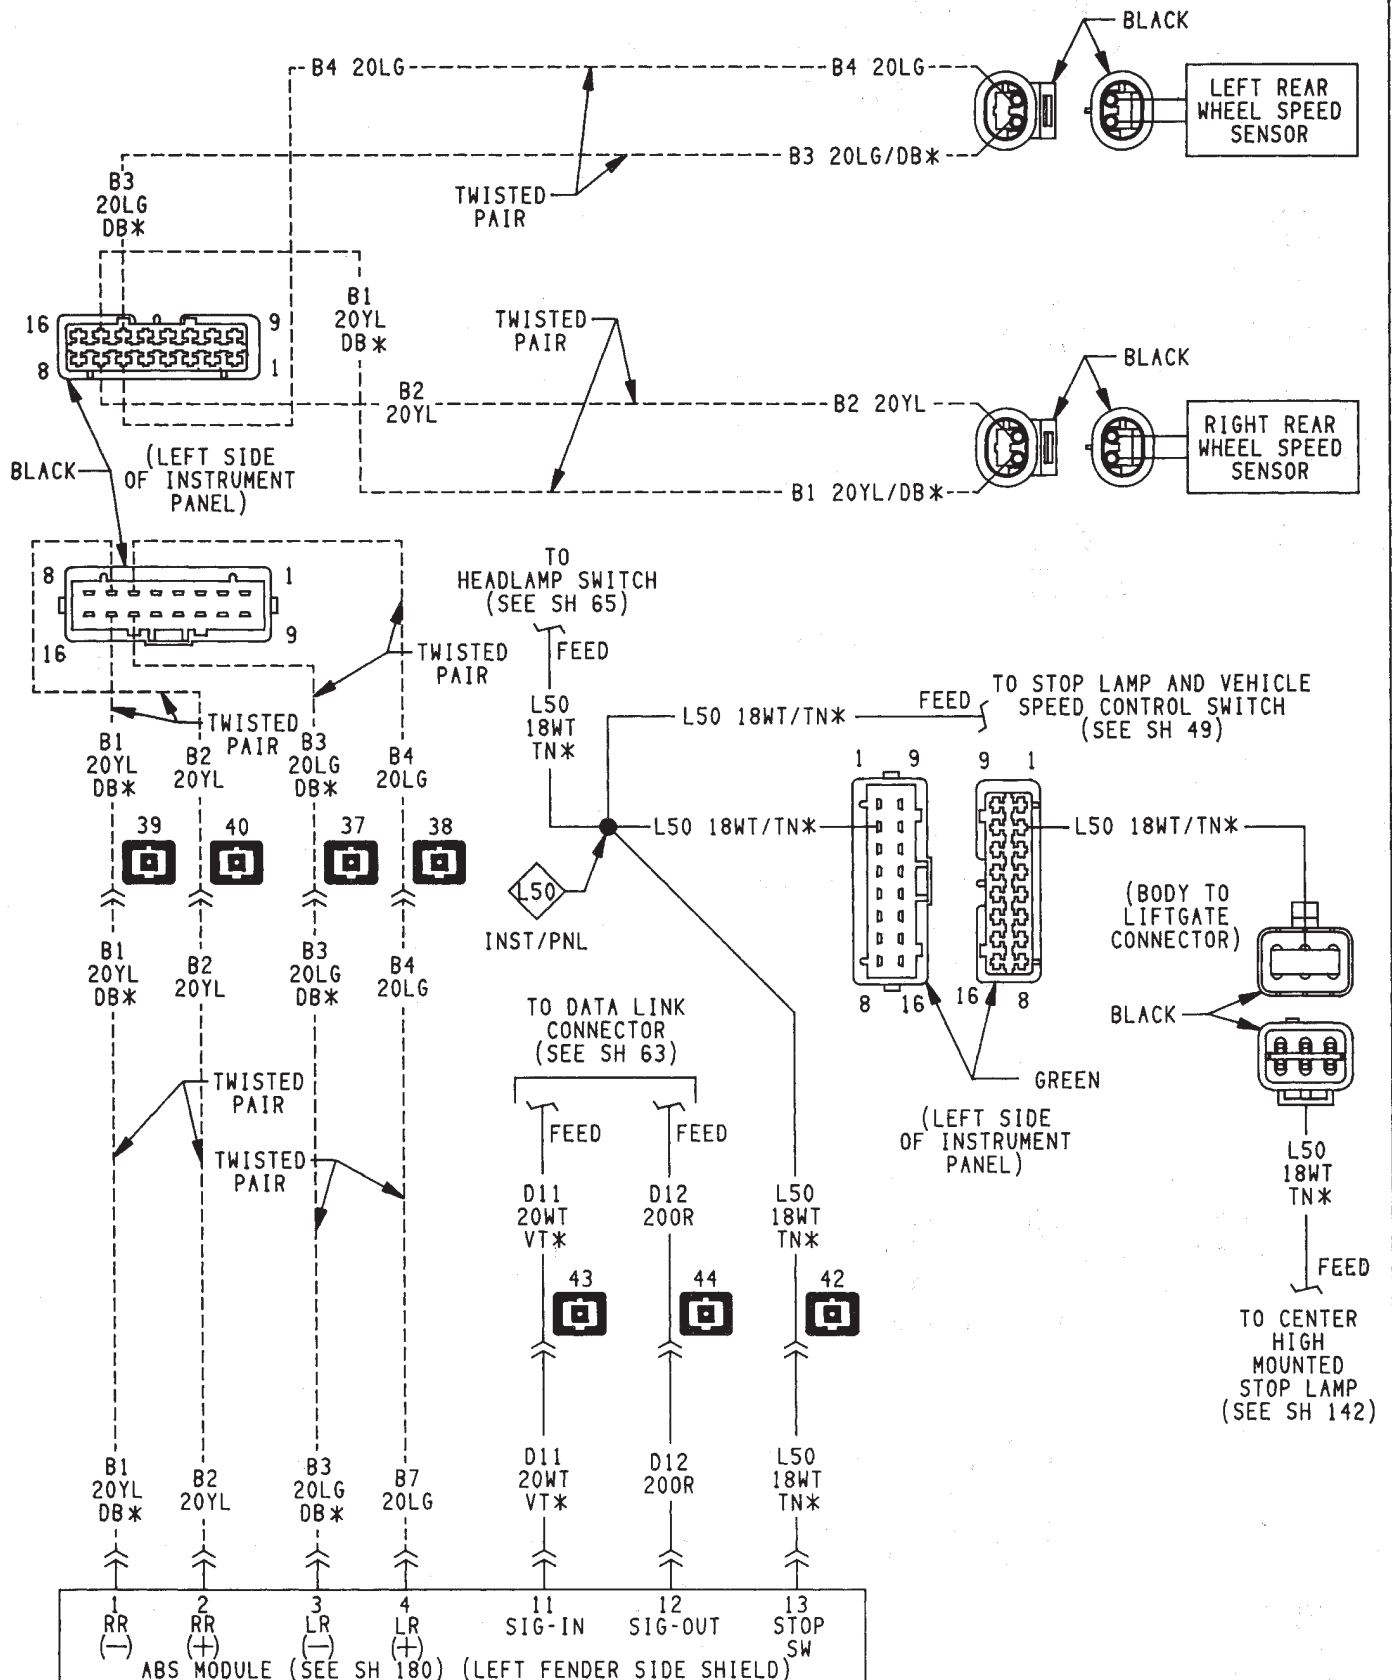 BLACK
B4 20LG
B4 20LG
LEFT REAR
WHEEL SPEED
SENSOR
B3 20LG/DB*
B3
20LG
DB*
TWISTED
PAIR
B1
20YL
DB*
16
9
8
1
TWISTED
PAIR
BLACK
B2
20YL
B2 20YL
RIGHT REAR
WHEEL SPEED
SENSOR
B1 20YL/DB*
BLACK
(LEFT SIDE
OF INSTRUMENT
PANEL)
8
1
16
9
TWISTED
PAIR
TWISTED
PAIR
TO
HEADLAMP SWITCH
(SEE SH 65)
FEED
L50
18WT
TN*
L50 18WT/TN*
FEED
TO STOP LAMP AND VEHICLE
SPEED CONTROL SWITCH
(SEE SH 49)
B1
20YL
DB*
B2
20YL
B3
20LG
DB*
B4
20LG
39
40
37
38
L50 18WT/TN*
1
9
9
1
L50 18WT/TN*
L50
INST/PNL
(BODY TO
LIFTGATE
CONNECTOR)
8
16
16
8
BLACK
B1
20YL
DB*
B2
20YL
B3
20LG
DB*
B4
20LG
TO DATA LINK
CONNECTOR
(SEE SH 63)
GREEN
(LEFT SIDE
OF INSTRUMENT
PANEL)
TWISTED
PAIR
TWISTED
PAIR
FEED
FEED
D11
20WT
VT*
D12
20OR
L50
18WT
TN*
L50
18WT
TN*
43
44
42
FEED
TO CENTER
HIGH
MOUNTED
STOP LAMP
(SEE SH 142)
B1
20YL
DB*
B2
20YL
B3
20LG
DB*
B7
20LG
D11
20WT
VT*
D12
20OR
L50
18WT
TN*
1
RR
(-)
2
RR
(+)
3
LR
(-)
4
LR
(+)
11
SIG-IN
12
SIG-OUT
13
STOP
SW
ABS MODULE (SEE SH 180) (LEFT FENDER SIDE SHIELD)